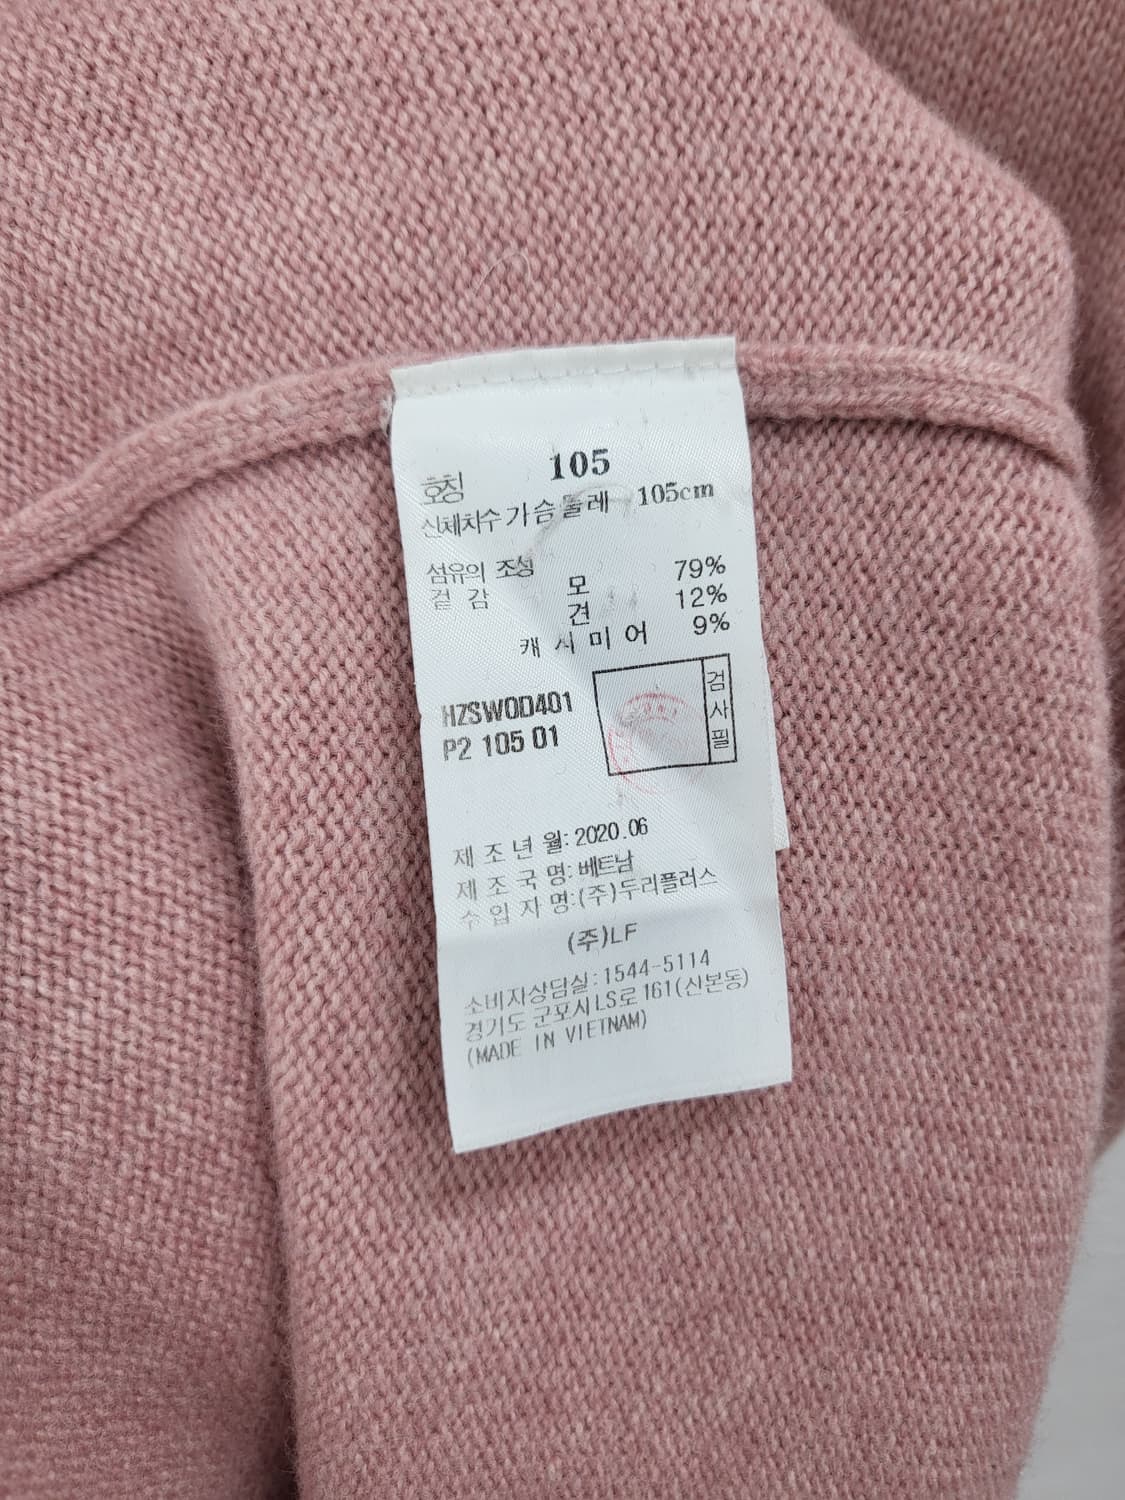 호칭 105
신체치수 가슴둘레 105cm
섬유의 조성
겉감 모 79%
견 12%
캐시미어 9%
HZSW0D401
P2 105 01
검사필
제조년월: 2020.06
제조국명: 베트남
수입자명:(주)두리플러스
(주)LF
소비자상담실: 1544-5114
경기도 군포시 LS로 161(산본동)
(MADE IN VIETNAM)